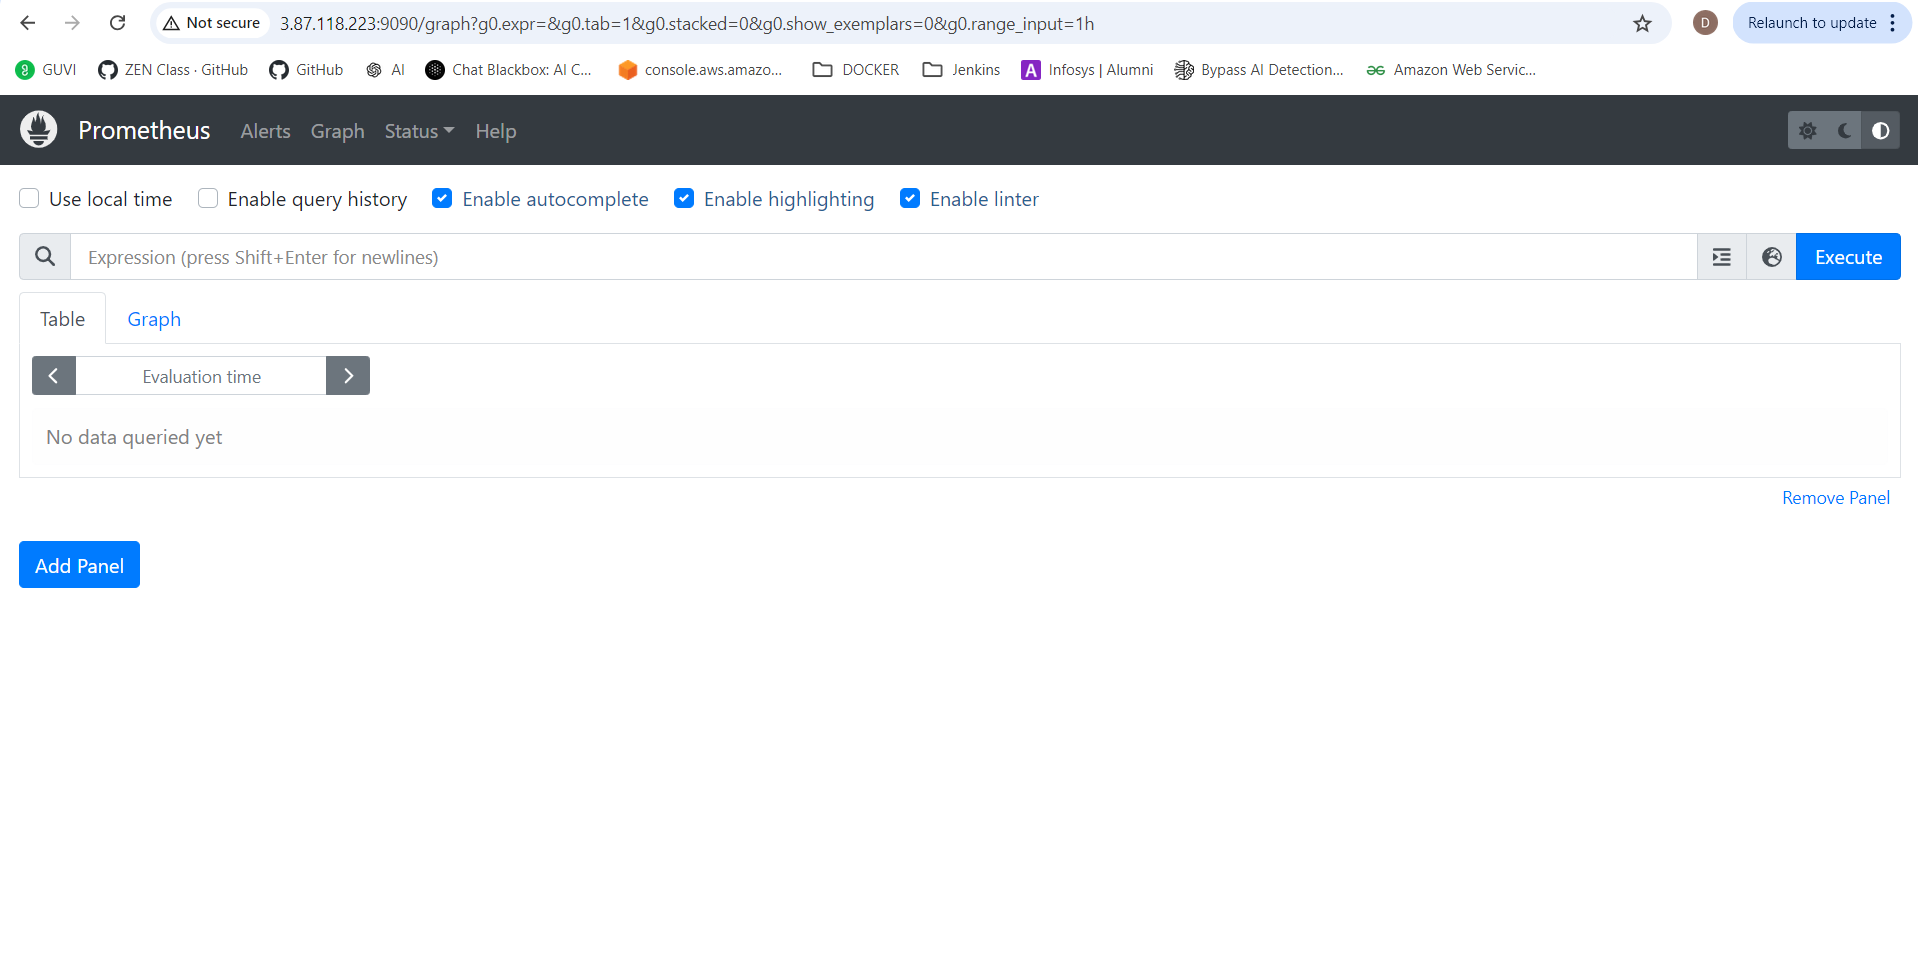 Not secure 3.87.118.223:9090/graph?g0.expr=&g0.tab=1&g0.stacked=0&g0.show_exemplars=0&g0.range_input=1h D Relaunch to update
GUVI ZEN Class · GitHub GitHub AI Chat Blackbox: AI C... console.aws.amazo... DOCKER Jenkins A Infosys | Alumni Bypass AI Detection... Amazon Web Servic...
Prometheus Alerts Graph Status Help
Use local time Enable query history Enable autocomplete Enable highlighting Enable linter
Expression (press Shift+Enter for newlines) Execute
Table Graph
Evaluation time
No data queried yet
Remove Panel
Add Panel